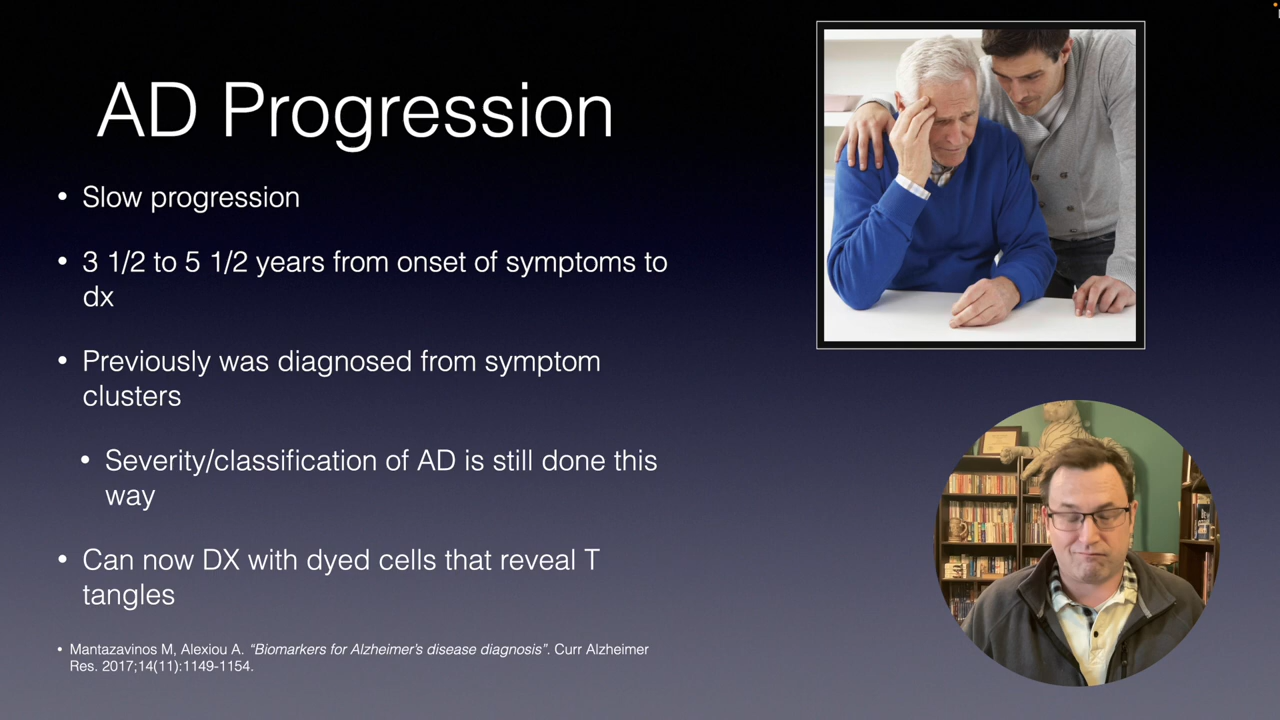 AD Progression
• Slow progression
• 3 1/2 to 5 1/2 years from onset of symptoms to
dx
• Previously was diagnosed from symptom
clusters
• Severity/classification of AD is still done this
way
• Can now DX with dyed cells that reveal T
tangles
• Mantazavinos M, Alexiou A. “Biomarkers for Alzheimer’s disease diagnosis”. Curr Alzheimer
Res. 2017;14(11):1149-1154.